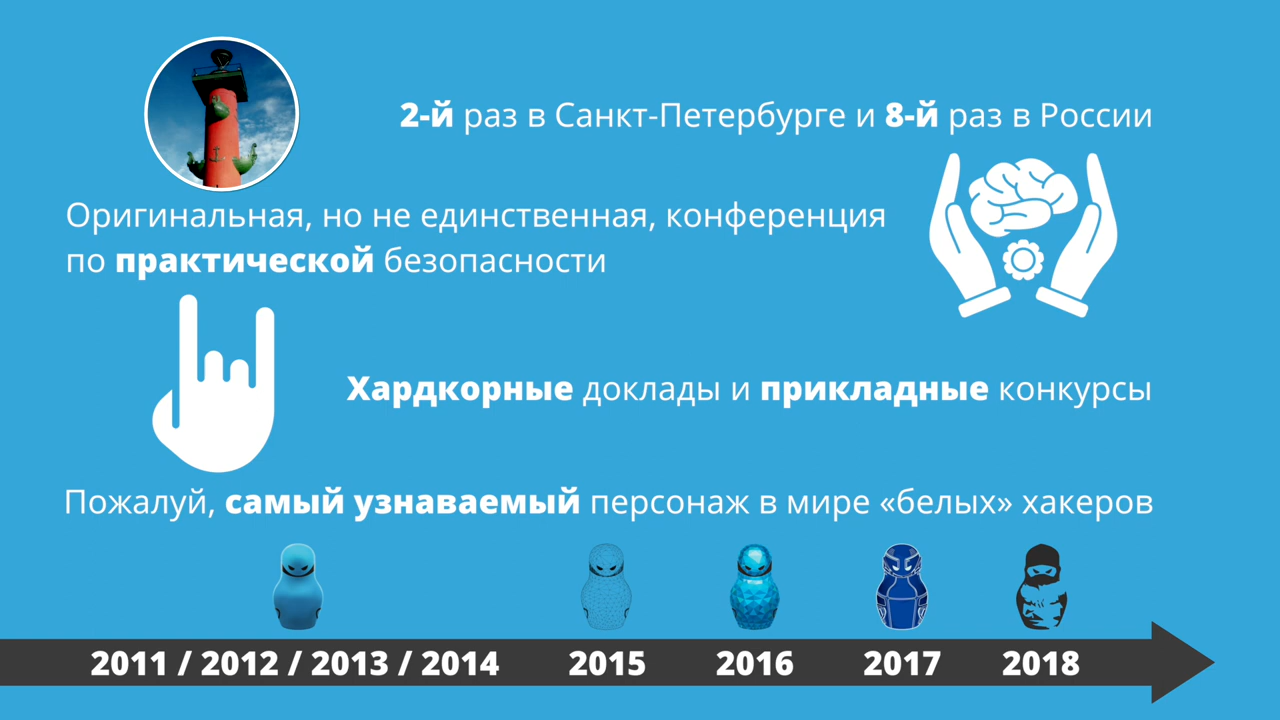 2-й раз в Санкт-Петербурге и 8-й раз в России
Оригинальная, но не единственная, конференция
по практической безопасности
Хардкорные доклады и прикладные конкурсы
Пожалуй, самый узнаваемый персонаж в мире «белых» хакеров
2011 / 2012 / 2013 / 2014 2015 2016 2017 2018